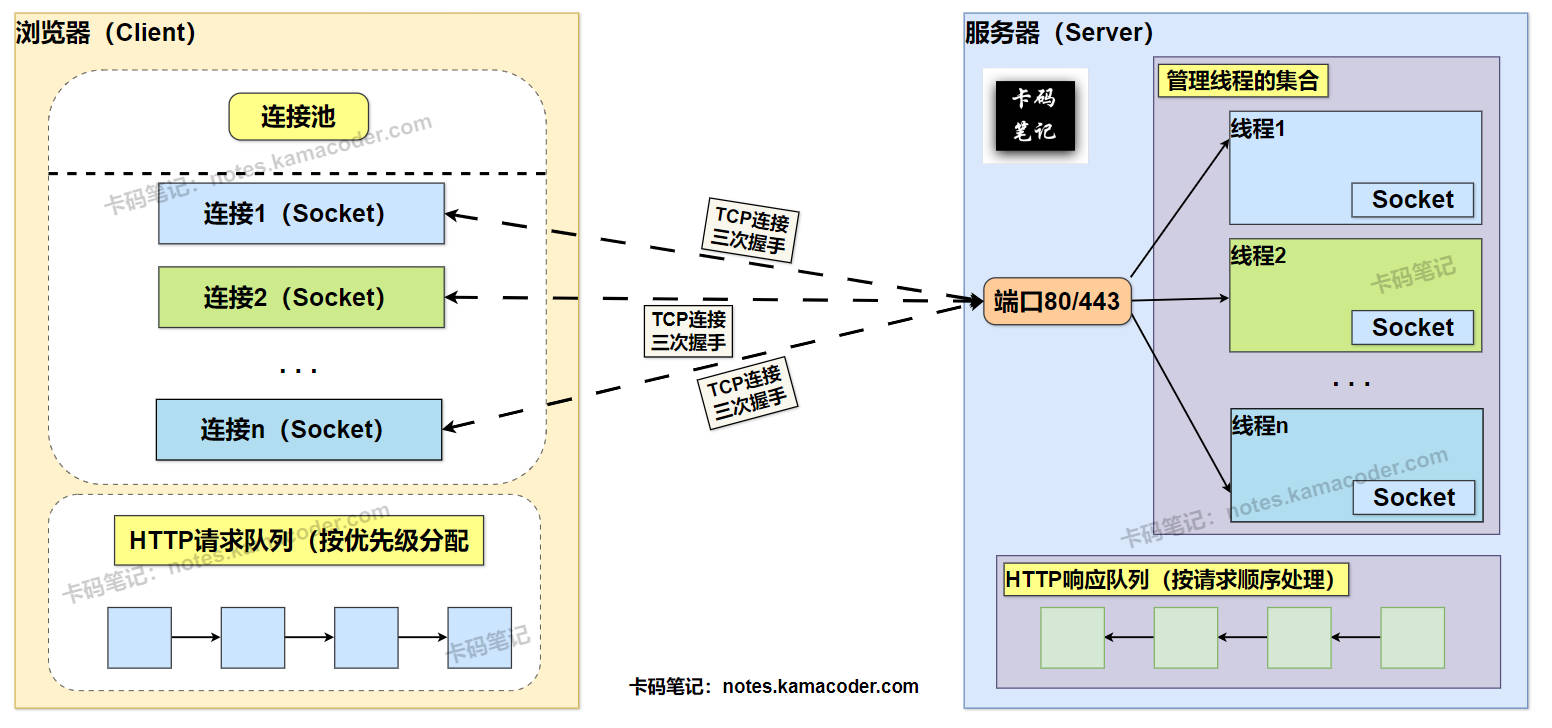 浏览器（Client）
连接池
卡码笔记：notes.kamacoder.com
连接1（Socket）
连接2（Socket）
. . .
连接n（Socket）
HTTP请求队列（按优先级分配
卡码笔记：notes.kamacoder.com
卡码笔记
TCP连接
三次握手
TCP连接
三次握手
TCP连接
三次握手
服务器（Server）
卡码
笔记
端口80/443
管理线程的集合
线程1
Socket
线程2
卡码笔记
Socket
. . .
线程n
卡码笔记：notes.kamacoder.com
Socket
HTTP响应队列（按请求顺序处理）
卡码笔记：notes.kamacoder.com